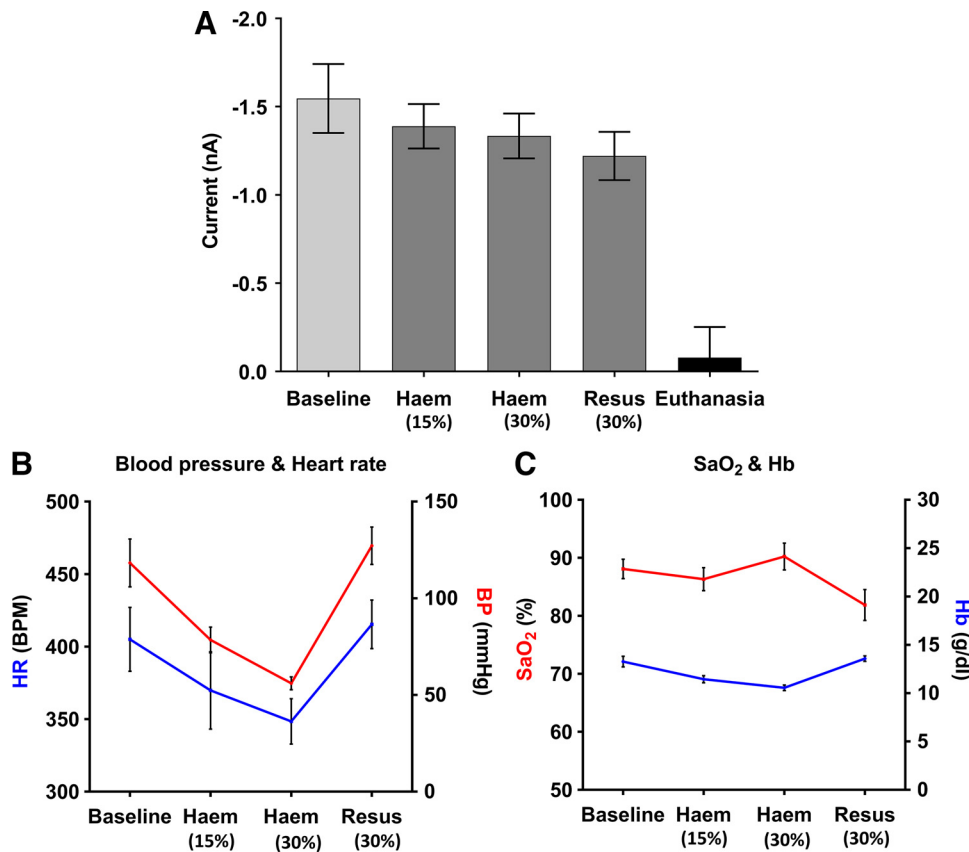 A
-2.0
-1.5
-1.0
-0.5
0.0
Current (nA)
Baseline Haem Haem Resus Euthanasia
(15%) (30%) (30%)
B Blood pressure & Heart rate
500
450
400
350
300
HR (BPM)
150
100
50
0
BP (mmHg)
Baseline Haem Haem Resus
(15%) (30%) (30%)
C SaO₂ & Hb
100
90
80
70
60
50
SaO₂ (%)
30
25
20
15
10
5
0
Hb (g/dl)
Baseline Haem Haem Resus
(15%) (30%) (30%)